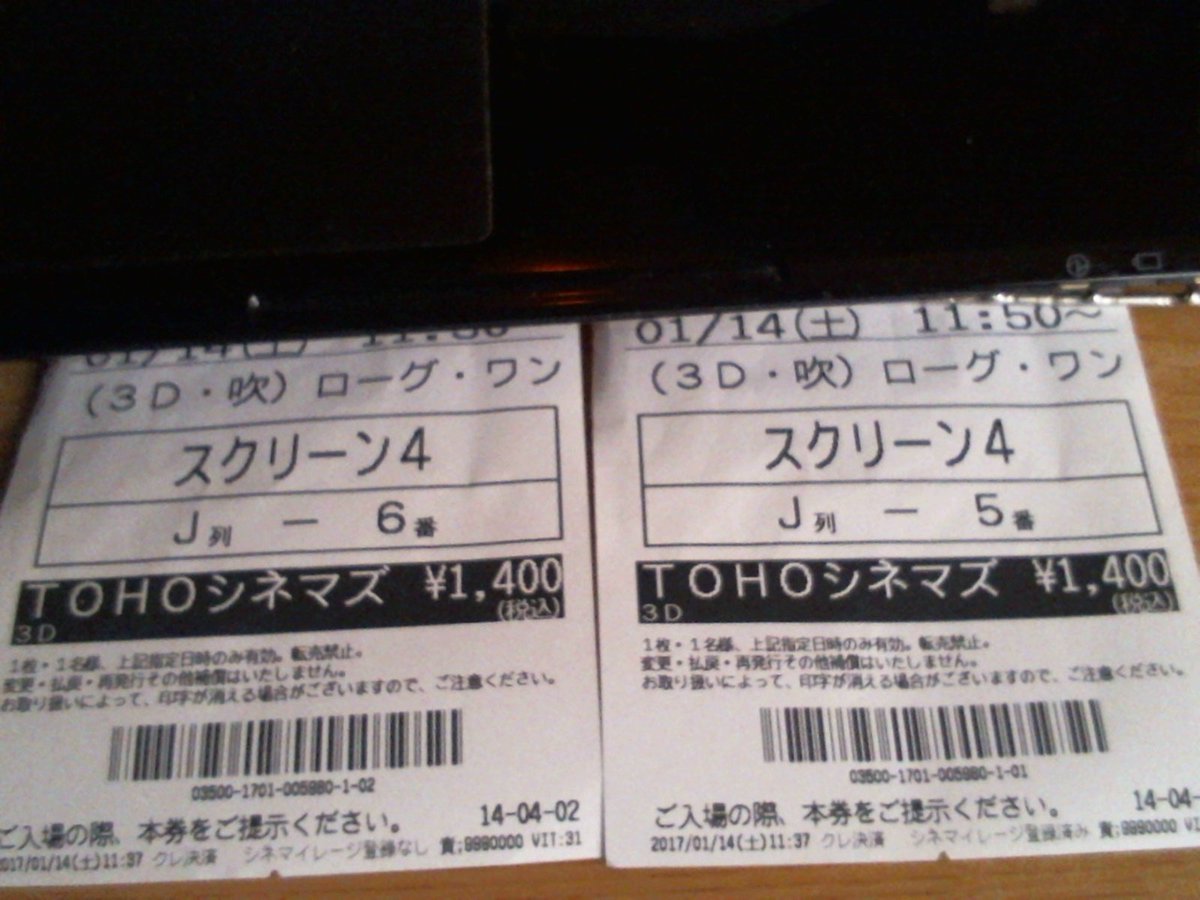 01/14(土) 11:50
(3D・吹) ローグ・ワン
スクリーン4
J列 ー 6番
TOHOシネマズ ¥1,400
3D (税込)
1枚・1名様、上記指定日時のみ有効。転売禁止。
変更・払戻・再発行その他補償はいたしません。
お取り扱いによって、印字が消える場合がございますので、ご注意ください。
03500-1701-005980-1-02
14-04-02
ご入場の際、本券をご提示ください。
2017/01/14(土)11:37 クレ決済 シネマイレージ登録なし 責;9990000 VIT:31
01/14(土) 11:50〜
(3D・吹) ローグ・ワン
スクリーン4
J列 ー 5番
TOHOシネマズ ¥1,400
3D (税込)
1枚・1名様、上記指定日時のみ有効。転売禁止。
変更・払戻・再発行その他補償はいたしません。
お取り扱いによって、印字が消える場合がございますので、ご注意ください。
03500-1701-005980-1-01
14-04-
ご入場の際、本券をご提示ください。
2017/01/14(土)11:37 クレ決済 シネマイレージ登録済み 責;9990000 VI